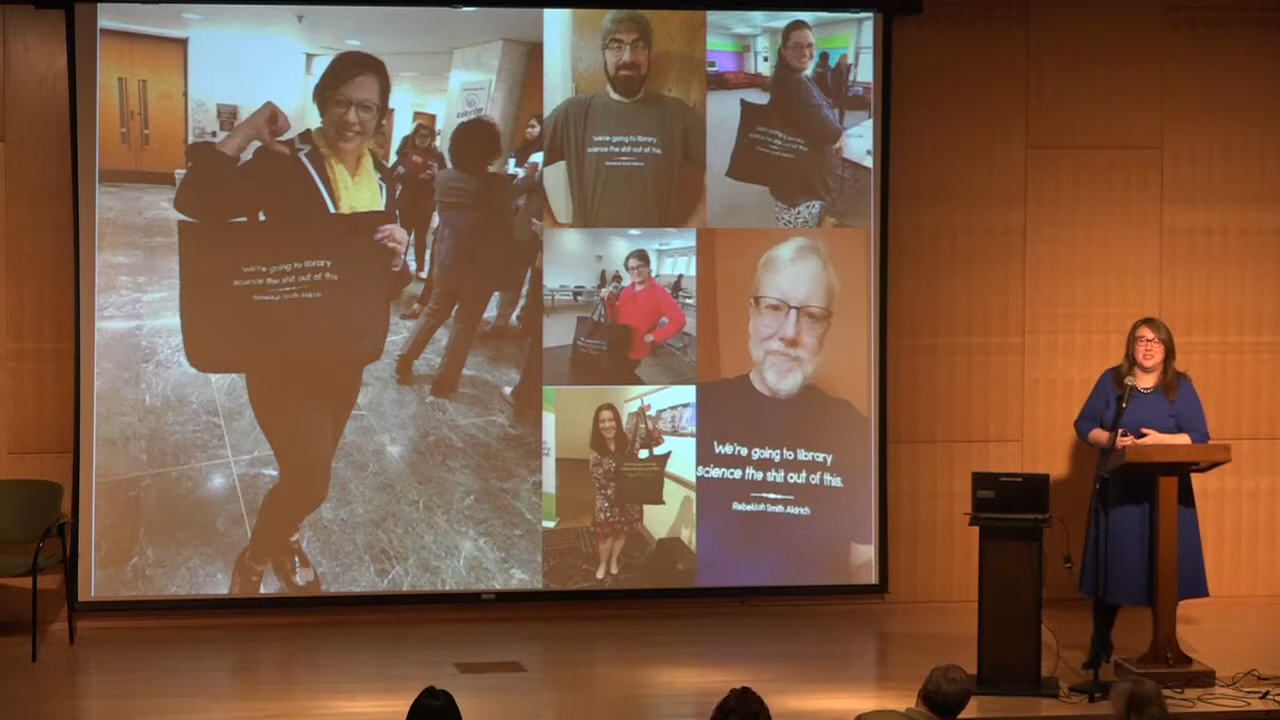 We're going to library
science the shit out of this.
Rebekkah Smith Aldrich
We're going to library
science the shit out of this.
Rebekkah Smith Aldrich
We're going to library
science the shit out of this.
Rebekkah Smith Aldrich